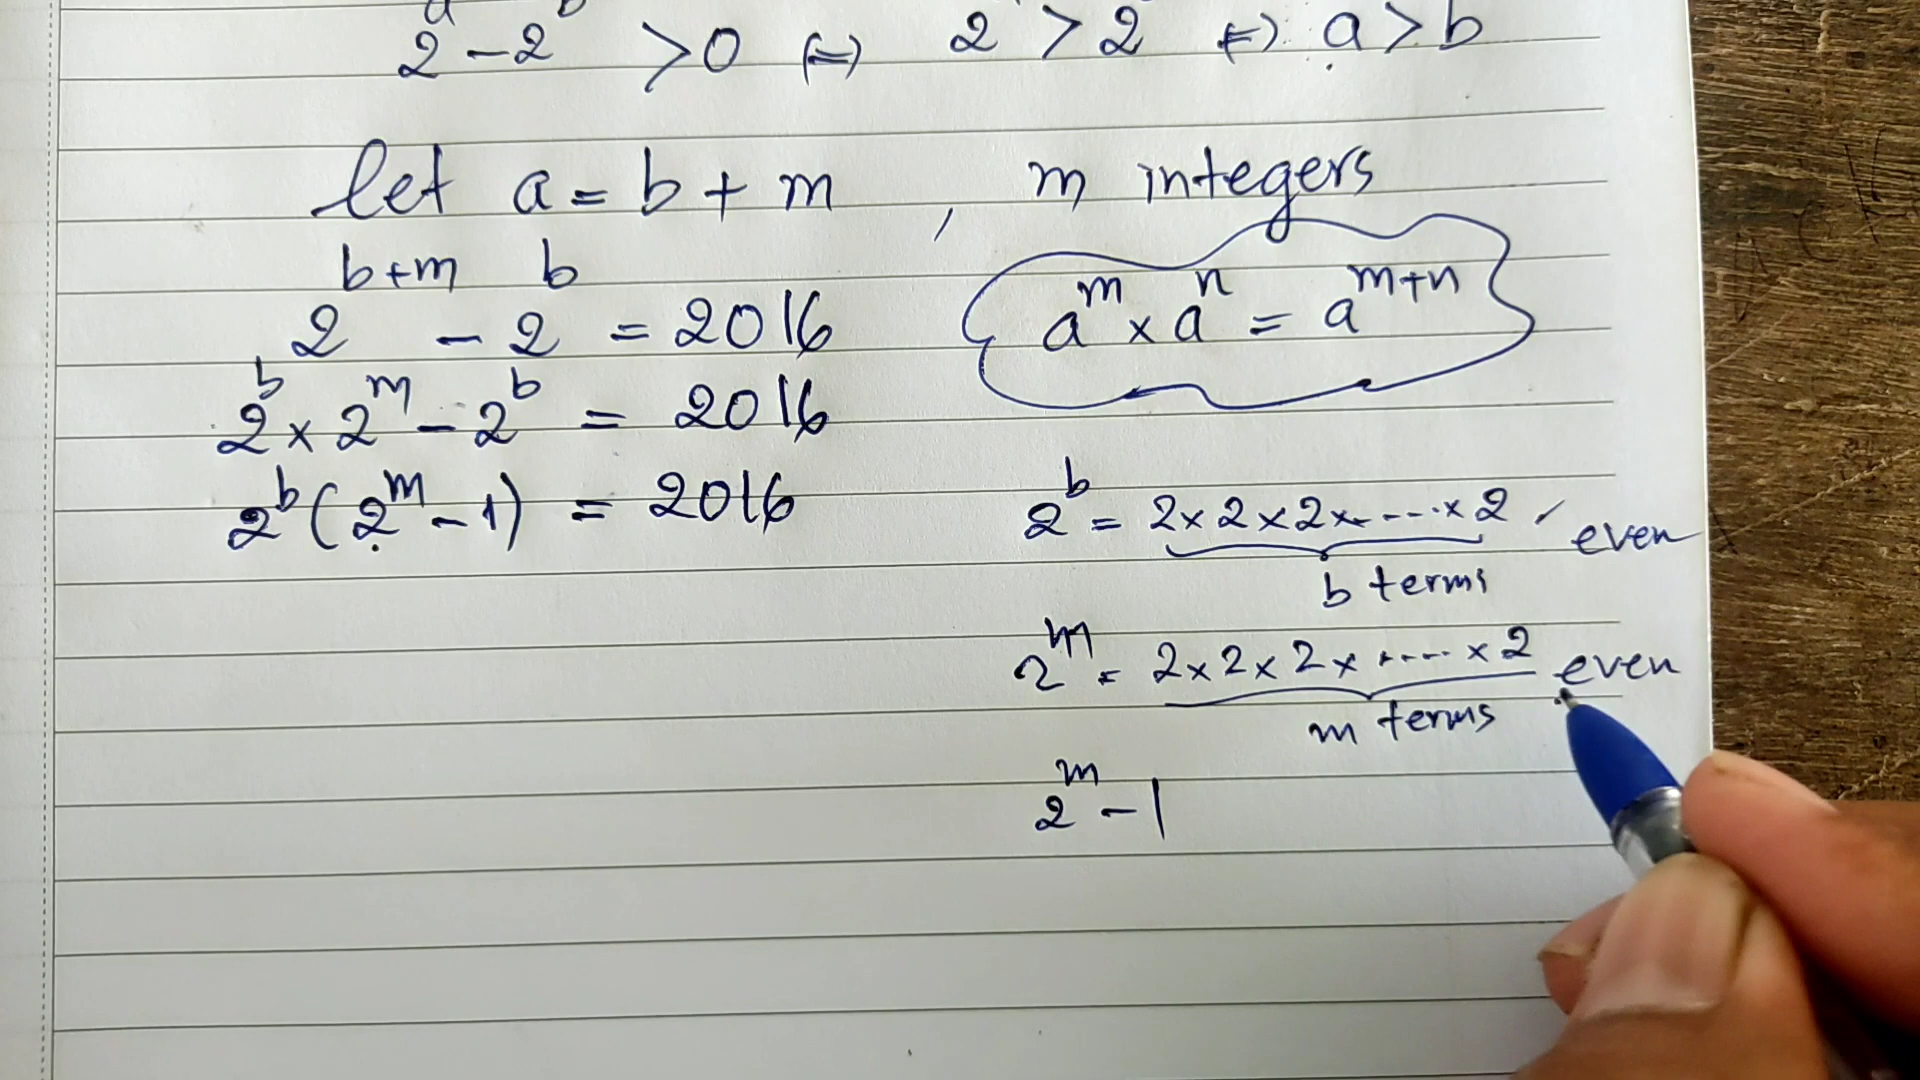 2^a - 2^b > 0 (=) 2 > 2 (=) a > b
let a = b + m , m integers
2^(b+m) - 2^b = 2016
a^m × a^n = a^(m+n)
2^b × 2^m - 2^b = 2016
2^b (2^m - 1) = 2016
2^b = 2×2×2×....×2 even
b terms
2^m = 2×2×2×....×2 even
m terms
2^m - 1